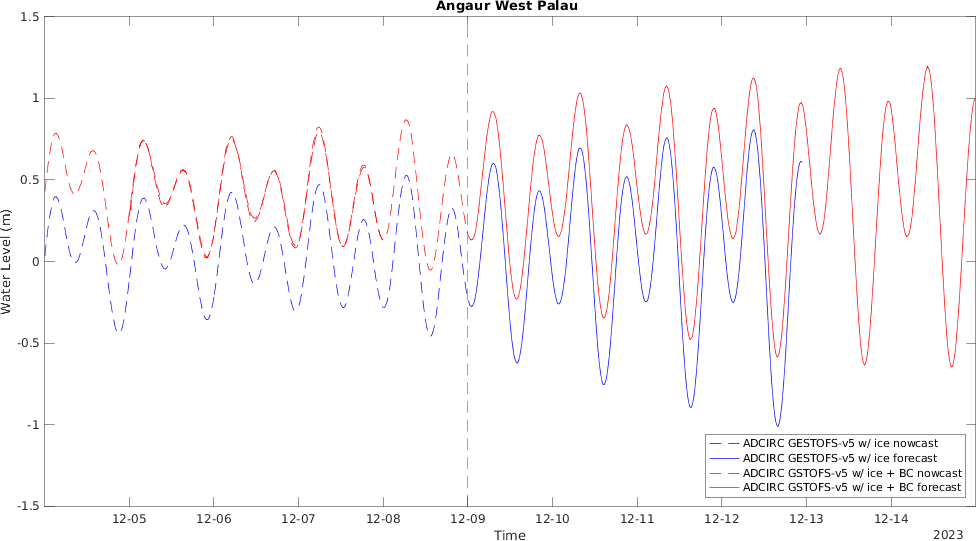 Angaur West Palau
1.5
1
0.5
0
-0.5
-1
-1.5
Water Level (m)
12-05
12-06
12-07
12-08
12-09
12-10
12-11
12-12
12-13
12-14
Time
2023
ADCIRC GESTOFS-v5 w/ ice nowcast
ADCIRC GESTOFS-v5 w/ ice forecast
ADCIRC GSTOFS-v5 w/ ice + BC nowcast
ADCIRC GSTOFS-v5 w/ ice + BC forecast